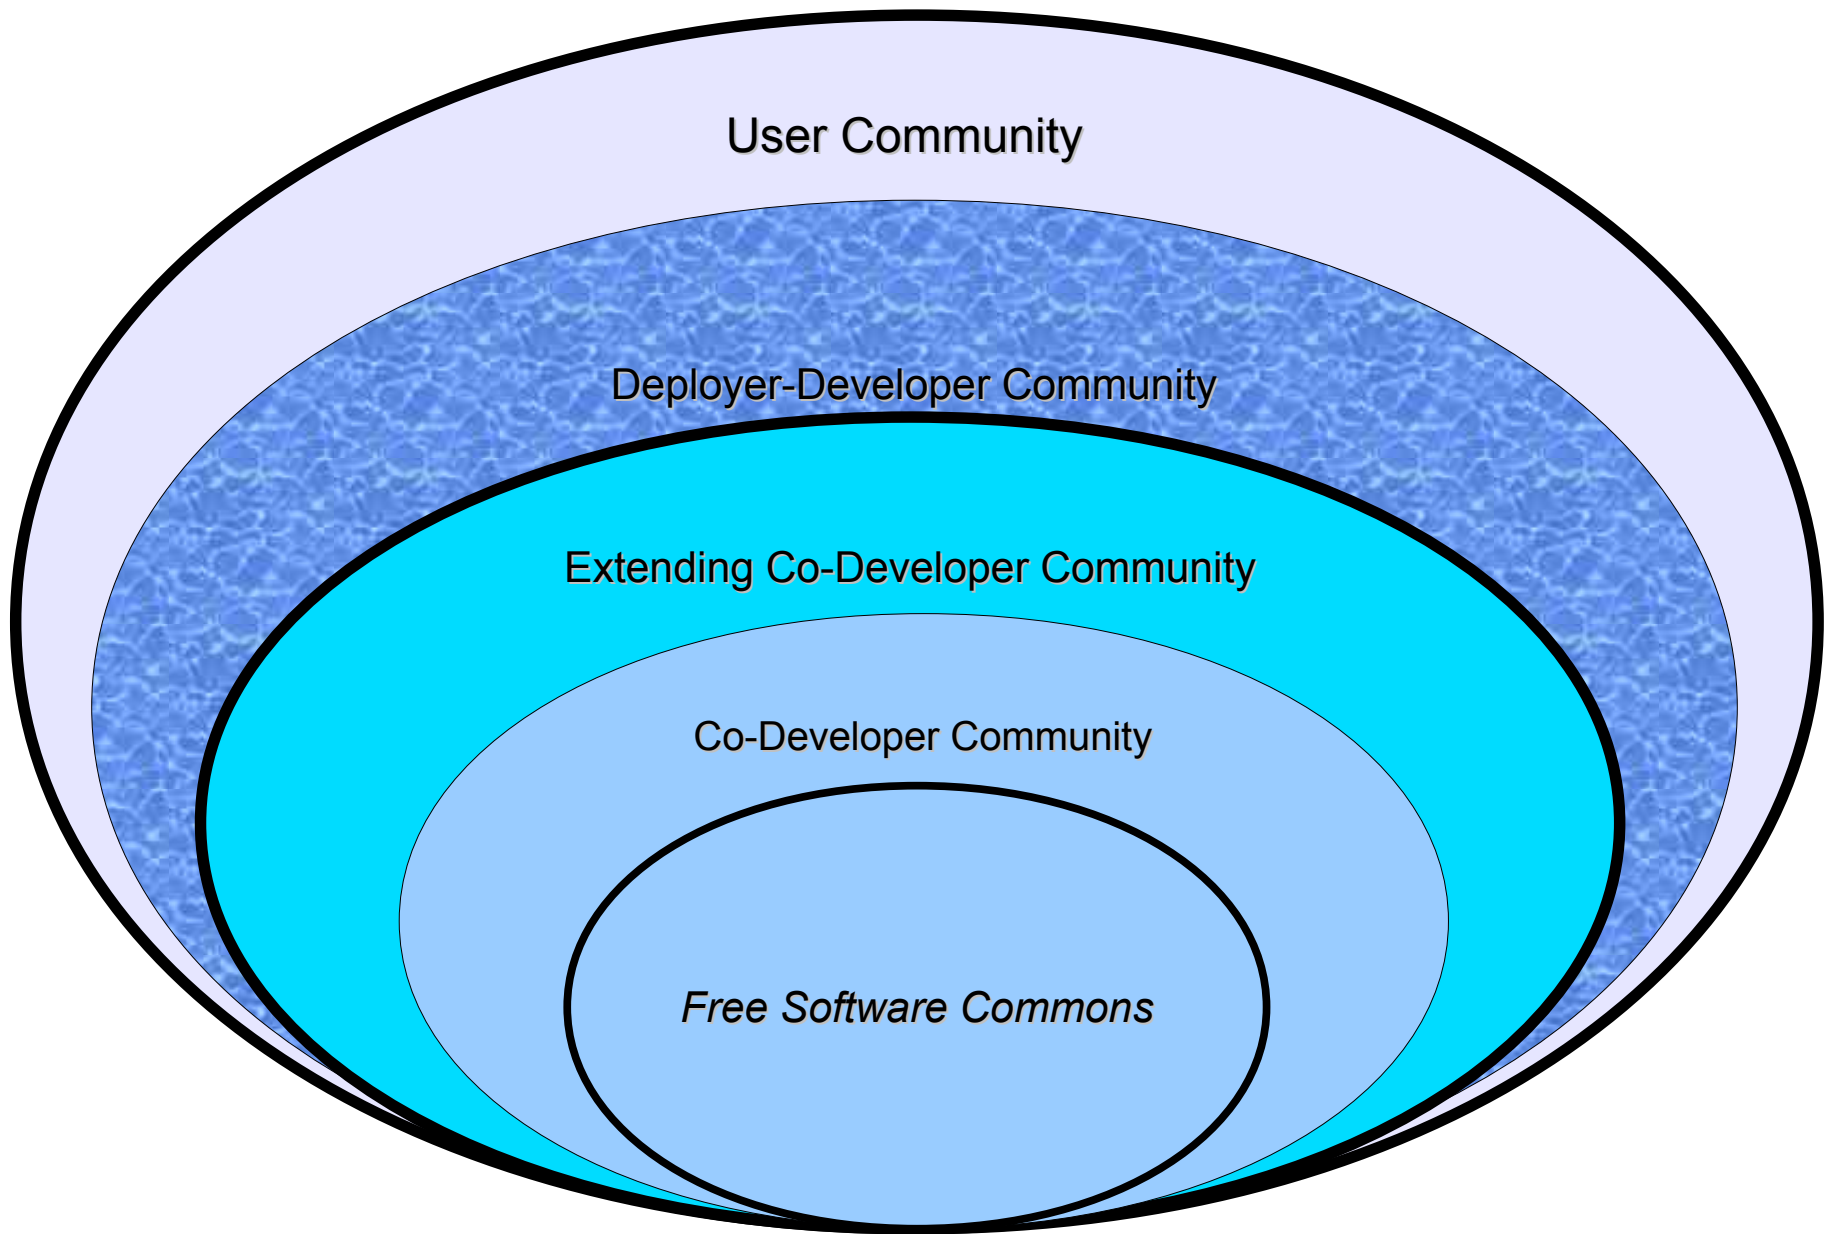 User Community
Deployer-Developer Community
Extending Co-Developer Community
Co-Developer Community
Free Software Commons